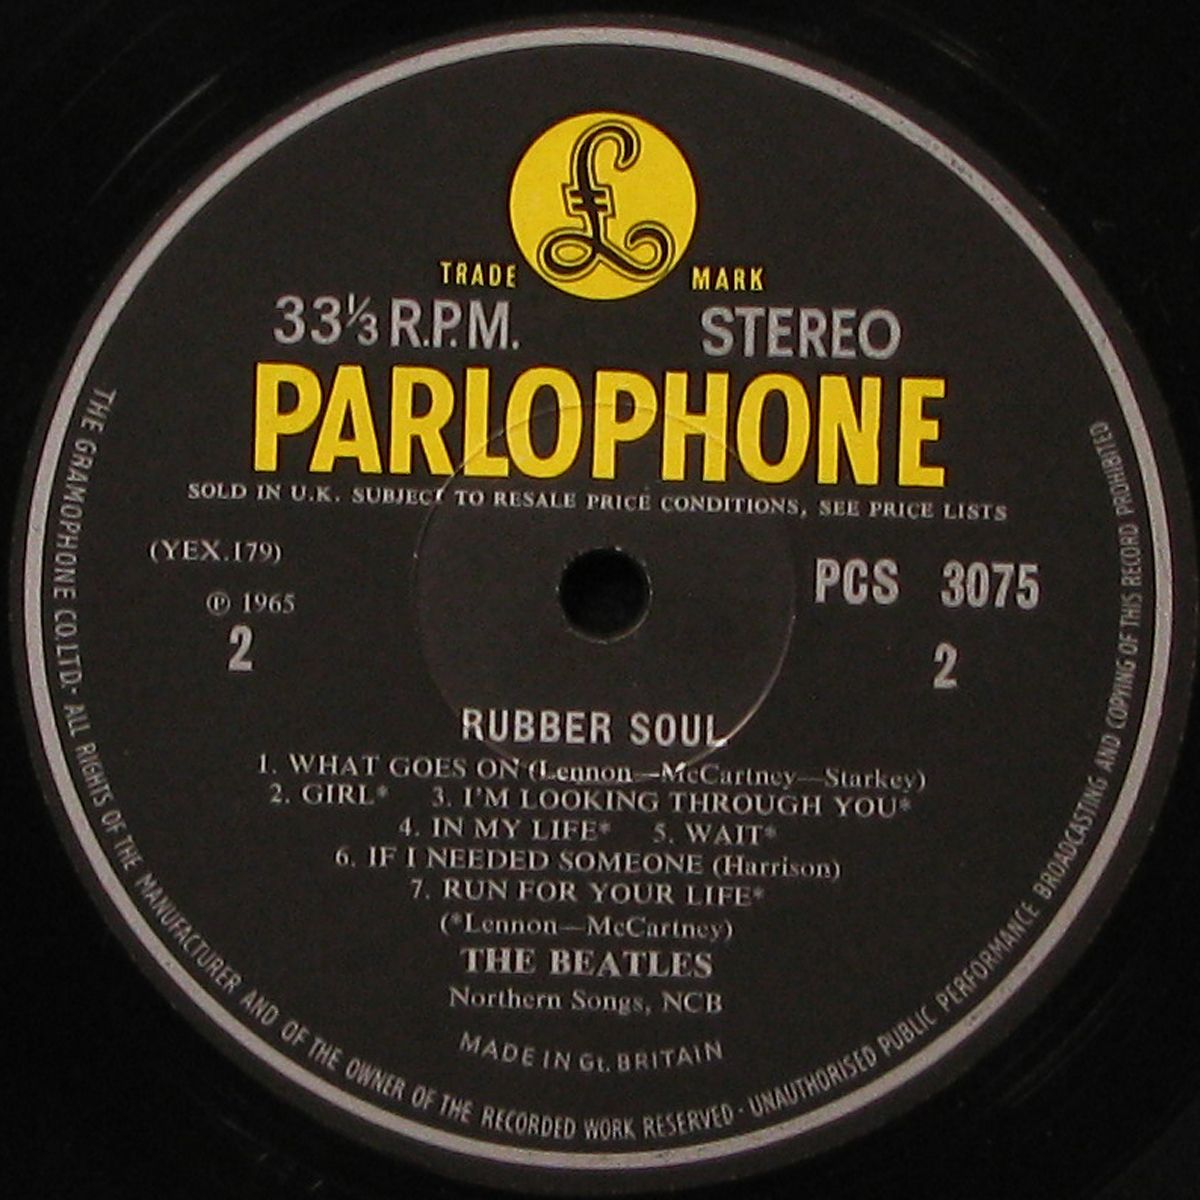 £
TRADE MARK
33⅓ R.P.M. STEREO
PARLOPHONE
SOLD IN U.K. SUBJECT TO RESALE PRICE CONDITIONS, SEE PRICE LISTS
(YEX.179)
PCS 3075
℗ 1965
2 2
RUBBER SOUL
1. WHAT GOES ON (Lennon—McCartney—Starkey)
2. GIRL* 3. I'M LOOKING THROUGH YOU*
4. IN MY LIFE* 5. WAIT*
6. IF I NEEDED SOMEONE (Harrison)
7. RUN FOR YOUR LIFE*
(*Lennon—McCartney)
THE BEATLES
Northern Songs, NCB
MADE IN Gt. BRITAIN
THE GRAMOPHONE CO. LTD. ALL RIGHTS OF THE MANUFACTURER AND OF THE OWNER OF THE RECORDED WORK RESERVED · UNAUTHORISED PUBLIC PERFORMANCE BROADCASTING AND COPYING OF THIS RECORD PROHIBITED